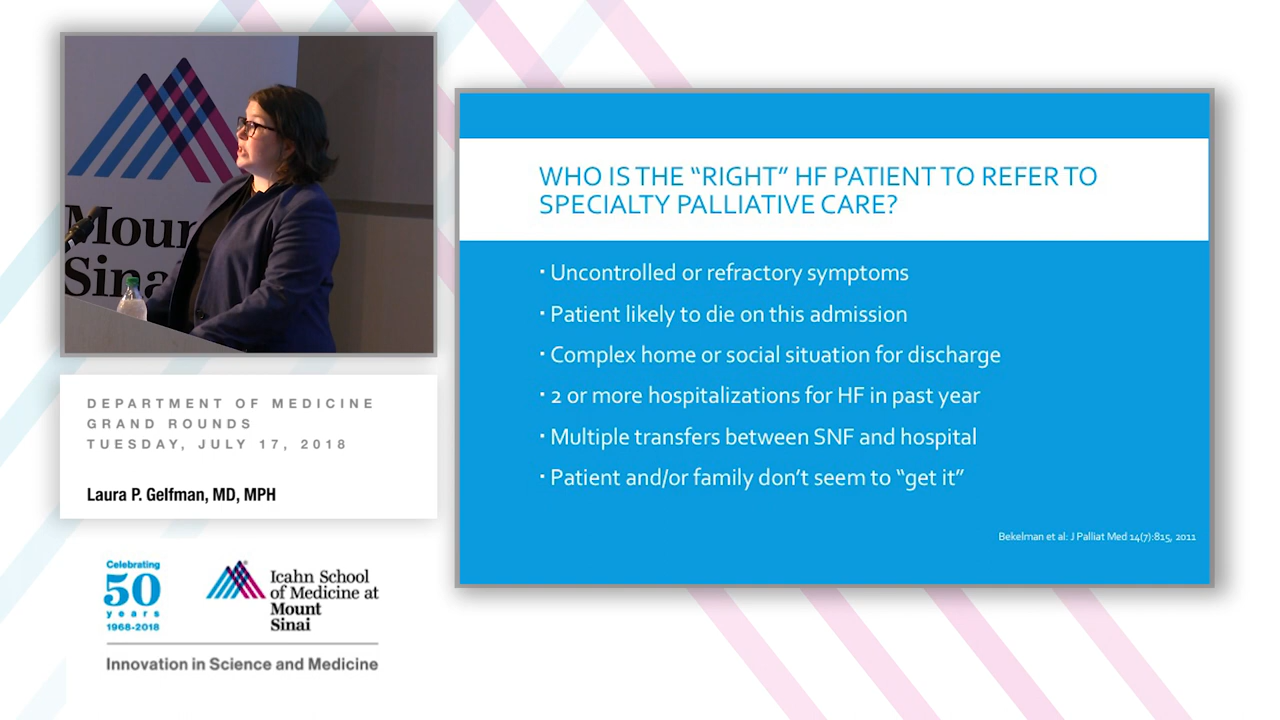 Mount
Sinai
DEPARTMENT OF MEDICINE
GRAND ROUNDS
TUESDAY, JULY 17, 2018
Laura P. Gelfman, MD, MPH
Celebrating
50
years
1968-2018
Icahn School
of Medicine at
Mount
Sinai
Innovation in Science and Medicine
WHO IS THE “RIGHT” HF PATIENT TO REFER TO
SPECIALTY PALLIATIVE CARE?
▪ Uncontrolled or refractory symptoms
▪ Patient likely to die on this admission
▪ Complex home or social situation for discharge
▪ 2 or more hospitalizations for HF in past year
▪ Multiple transfers between SNF and hospital
▪ Patient and/or family don’t seem to “get it”
Bekelman et al: J Palliat Med 14(7):815, 2011